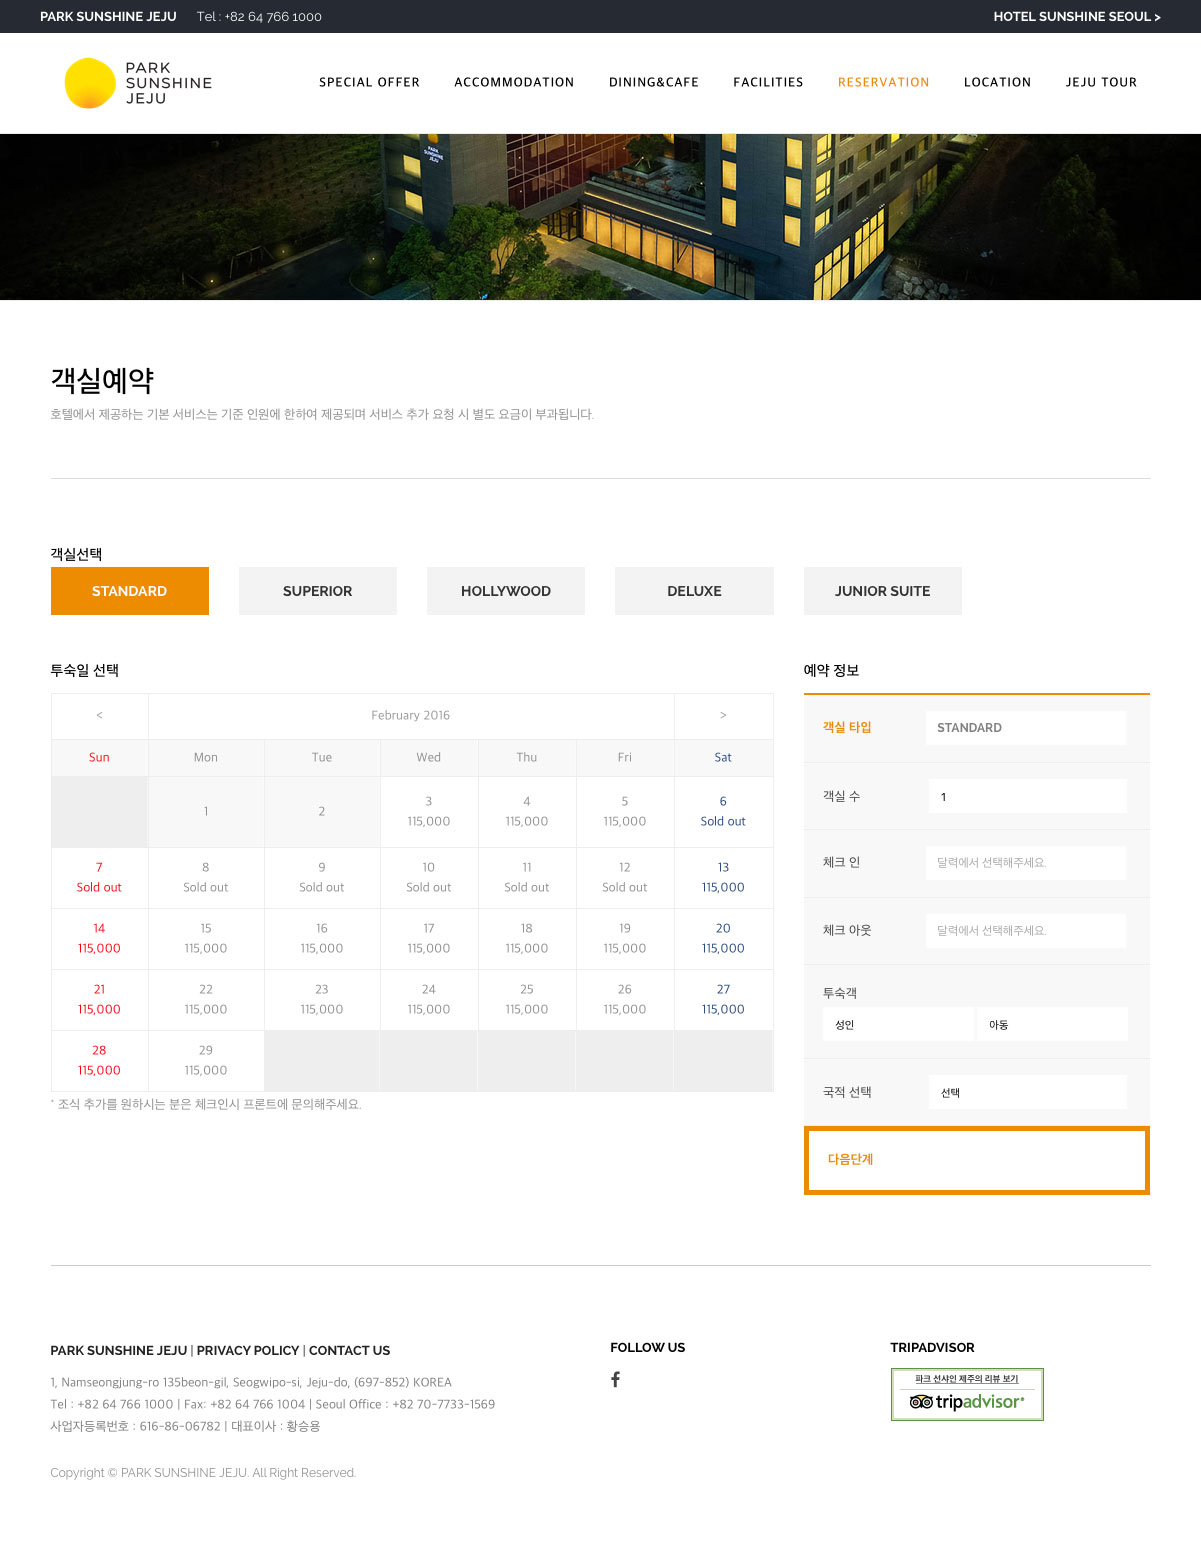 PARK SUNSHINE JEJU Tel : +82 64 766 1000 HOTEL SUNSHINE SEOUL >
PARK
SUNSHINE
JEJU
SPECIAL OFFER ACCOMMODATION DINING&CAFE FACILITIES RESERVATION LOCATION JEJU TOUR
PARK
SUNSHINE
JEJU
객실예약
호텔에서 제공하는 기본 서비스는 기준 인원에 한하여 제공되며 서비스 추가 요청 시 별도 요금이 부과됩니다.
객실선택
STANDARD SUPERIOR HOLLYWOOD DELUXE JUNIOR SUITE
투숙일 선택
< February 2016 >
Sun Mon Tue Wed Thu Fri Sat
1 2 3 4 5 6
115,000 115,000 115,000 Sold out
7 8 9 10 11 12 13
Sold out Sold out Sold out Sold out Sold out Sold out 115,000
14 15 16 17 18 19 20
115,000 115,000 115,000 115,000 115,000 115,000 115,000
21 22 23 24 25 26 27
115,000 115,000 115,000 115,000 115,000 115,000 115,000
28 29
115,000 115,000
* 조식 추가를 원하시는 분은 체크인시 프론트에 문의해주세요.
예약 정보
객실 타입 STANDARD
객실 수 1
체크 인 달력에서 선택해주세요.
체크 아웃 달력에서 선택해주세요.
투숙객
성인 아동
국적 선택 선택
다음단계
PARK SUNSHINE JEJU | PRIVACY POLICY | CONTACT US
1, Namseongjung-ro 135beon-gil, Seogwipo-si, Jeju-do, (697-852) KOREA
Tel : +82 64 766 1000 | Fax: +82 64 766 1004 | Seoul Office : +82 70-7733-1569
사업자등록번호 : 616-86-06782 | 대표이사 : 황승용
Copyright © PARK SUNSHINE JEJU. All Right Reserved.
FOLLOW US
TRIPADVISOR
파크 선샤인 제주의 리뷰 보기
tripadvisor®